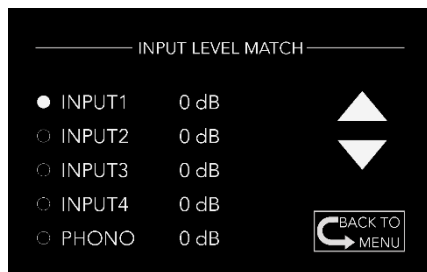 INPUT LEVEL MATCH
INPUT1 0 dB
INPUT2 0 dB
INPUT3 0 dB
INPUT4 0 dB
PHONO 0 dB
BACK TO
MENU